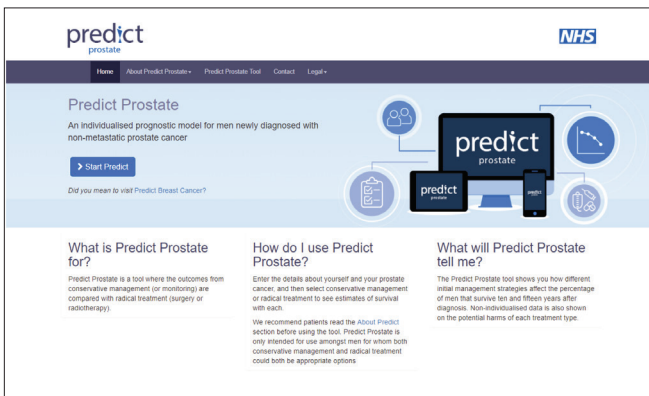 predict
prostate
NHS
Home About Predict Prostate Predict Prostate Tool Contact Legal
Predict Prostate
An individualised prognostic model for men newly diagnosed with
non-metastatic prostate cancer
Start Predict
Did you mean to visit Predict Breast Cancer?
predict
prostate
predict
prostate
predict
prostate
What is Predict Prostate
for?
Predict Prostate is a tool where the outcomes from
conservative management (or monitoring) are
compared with radical treatment (surgery or
radiotherapy).
How do I use Predict
Prostate?
Enter the details about yourself and your prostate
cancer, and then select conservative management
or radical treatment to see estimates of survival
with each.
We recommend patients read the About Predict
section before using the tool. Predict Prostate is
only intended for use amongst men for whom both
conservative management and radical treatment
could both be appropriate options
What will Predict Prostate
tell me?
The Predict Prostate tool shows you how different
initial management strategies affect the percentage
of men that survive ten and fifteen years after
diagnosis. Non-individualised data is also shown
on the potential harms of each treatment type.